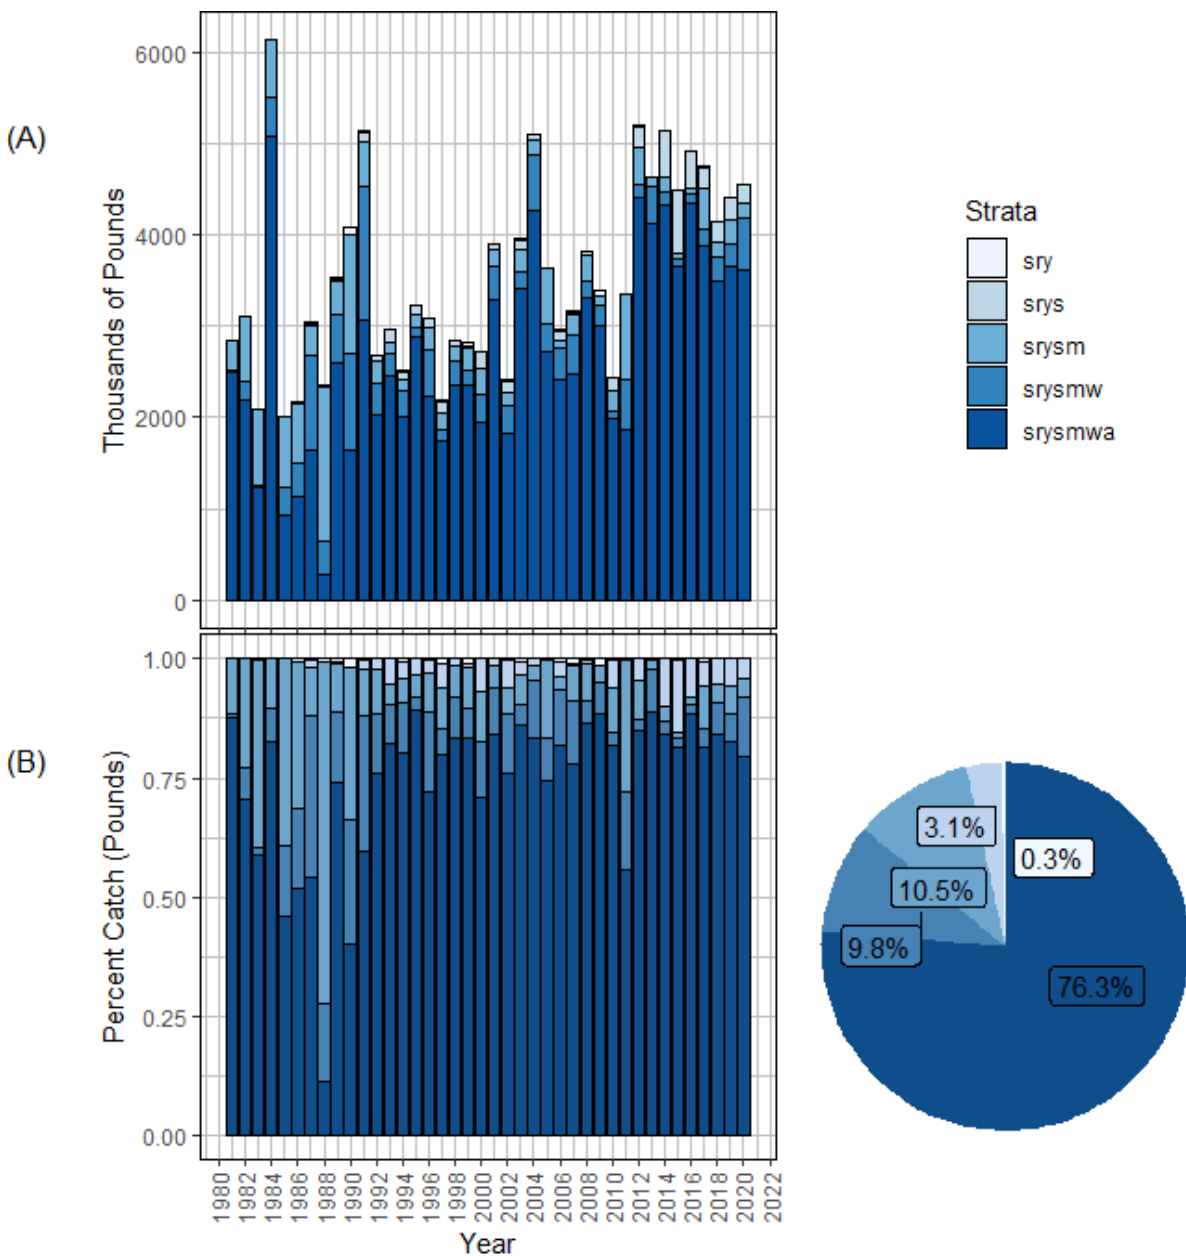 (A)
Thousands of Pounds
6000
4000
2000
0
Strata
sry
srys
srysm
srysmw
srysmwa
(B)
Percent Catch (Pounds)
1.00
0.75
0.50
0.25
0.00
1980 1982 1984 1986 1988 1990 1992 1994 1996 1998 2000 2002 2004 2006 2008 2010 2012 2014 2016 2018 2020 2022
Year
3.1%
0.3%
10.5%
9.8%
76.3%